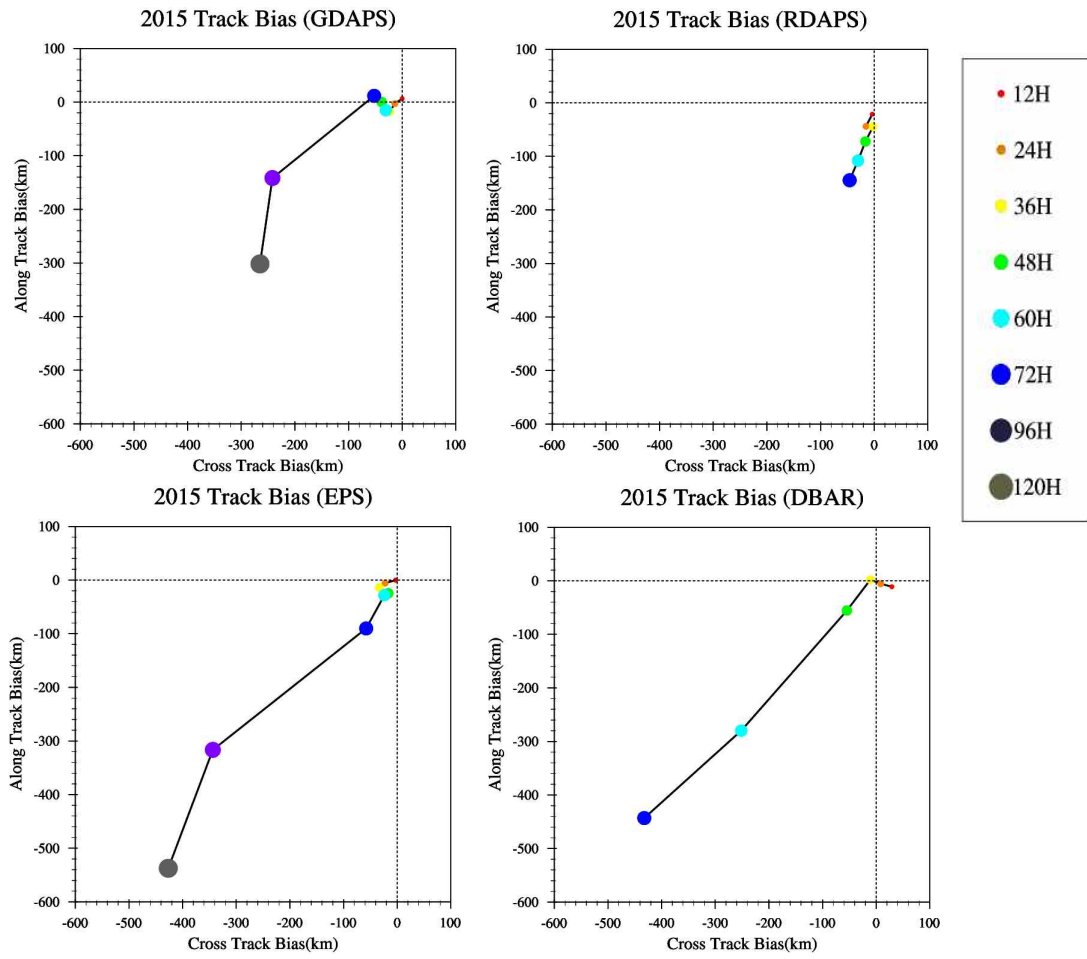 2015 Track Bias (GDAPS)
100
0
-100
-200
-300
-400
-500
-600
Along Track Bias(km)
-600 -500 -400 -300 -200 -100 0 100
Cross Track Bias(km)
2015 Track Bias (RDAPS)
100
0
-100
-200
-300
-400
-500
-600
Along Track Bias(km)
-600 -500 -400 -300 -200 -100 0 100
Cross Track Bias(km)
12H
24H
36H
48H
60H
72H
96H
120H
2015 Track Bias (EPS)
100
0
-100
-200
-300
-400
-500
-600
Along Track Bias(km)
-600 -500 -400 -300 -200 -100 0 100
Cross Track Bias(km)
2015 Track Bias (DBAR)
100
0
-100
-200
-300
-400
-500
-600
Along Track Bias(km)
-600 -500 -400 -300 -200 -100 0 100
Cross Track Bias(km)